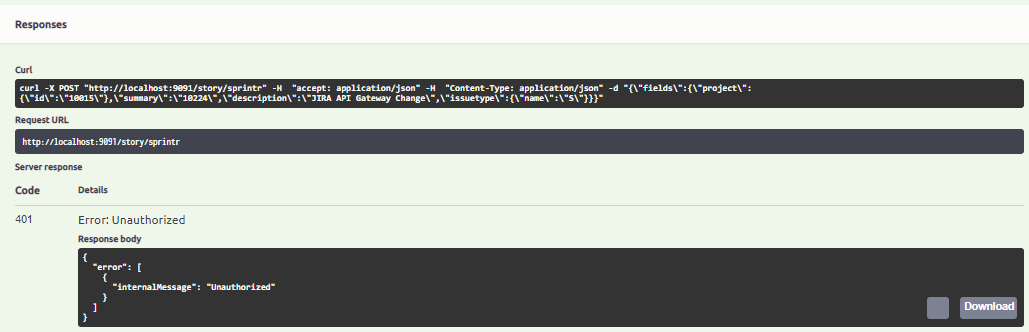 Responses
Curl
curl -X POST "http://localhost:9091/story/sprintr" -H "accept: application/json" -H "Content-Type: application/json" -d "{\"fields\":{\"project\":
{\"id\":\"10015\"},\"summary\":\"10224\",\"description\":\"JIRA API Gateway Change\",\"issuetype\":{\"name\":\"5\"}}}"
Request URL
http://localhost:9091/story/sprintr
Server response
Code Details
401 Error: Unauthorized
Response body
{
  "error": [
    {
      "internalMessage": "Unauthorized"
    }
  ]
}
Download